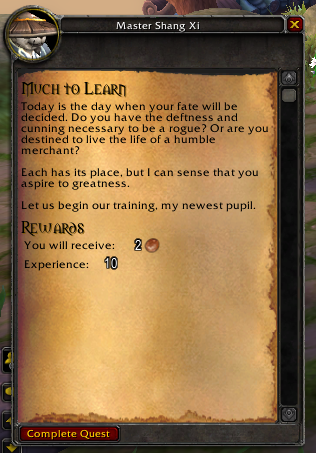 Master Shang Xi
Much to Learn
Today is the day when your fate will be
decided. Do you have the deftness and
cunning necessary to be a rogue? Or are you
destined to live the life of a humble
merchant?
Each has its place, but I can sense that you
aspire to greatness.
Let us begin our training, my newest pupil.
Rewards
You will receive: 2
Experience: 10
Complete Quest